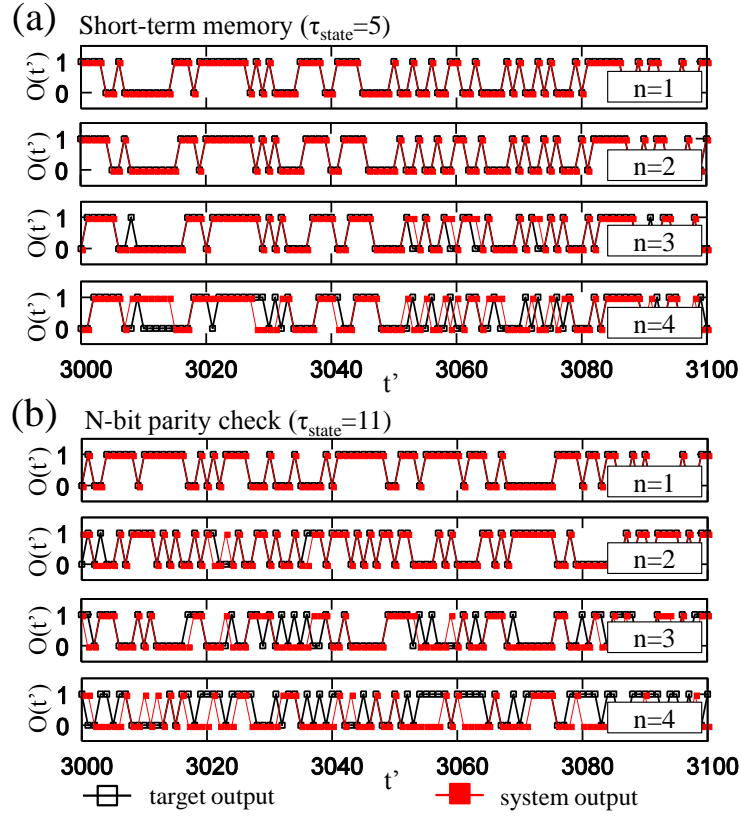 (a) Short-term memory (τstate=5)
O(t') 1 0 n=1
O(t') 1 0 n=2
O(t') 1 0 n=3
O(t') 1 0 n=4
3000 3020 3040 3060 3080 3100
t'
(b) N-bit parity check (τstate=11)
O(t') 1 0 n=1
O(t') 1 0 n=2
O(t') 1 0 n=3
O(t') 1 0 n=4
3000 3020 3040 3060 3080 3100
t'
target output system output